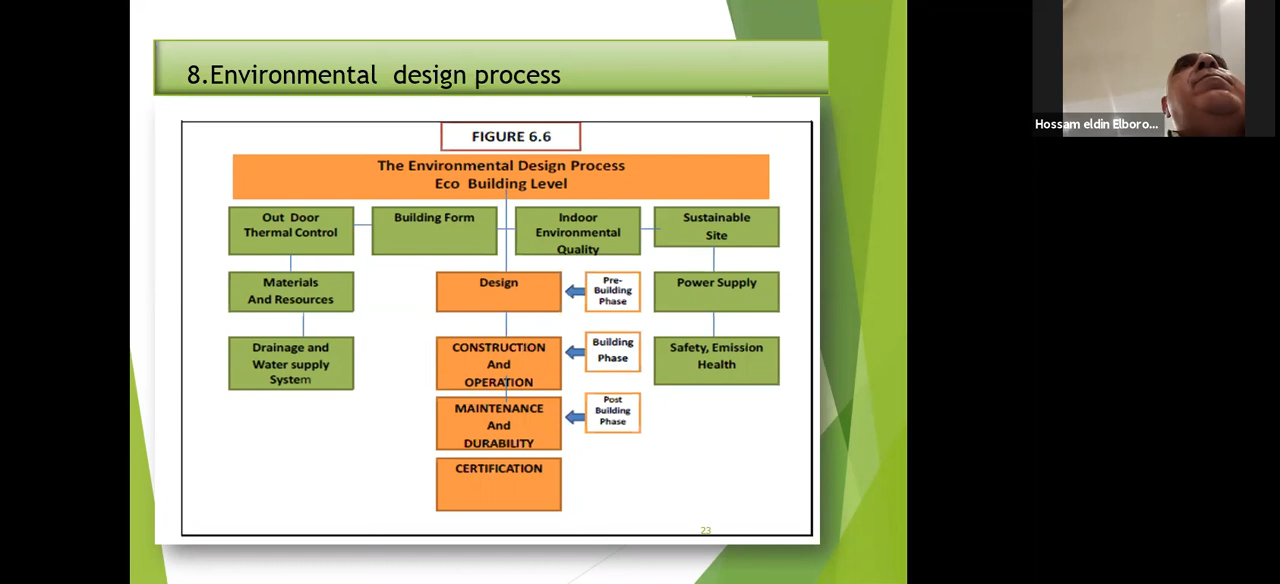 8.Environmental design process
FIGURE 6.6
The Environmental Design Process
Eco Building Level
Out Door
Thermal Control
Building Form
Indoor
Environmental
Quality
Sustainable
Site
Materials
And Resources
Design
Pre-
Building
Phase
Power Supply
Drainage and
Water supply
System
CONSTRUCTION
And
OPERATION
Building
Phase
Safety, Emission
Health
MAINTENANCE
And
DURABILITY
Post
Building
Phase
CERTIFICATION
23
Hossam eldin Elboro...